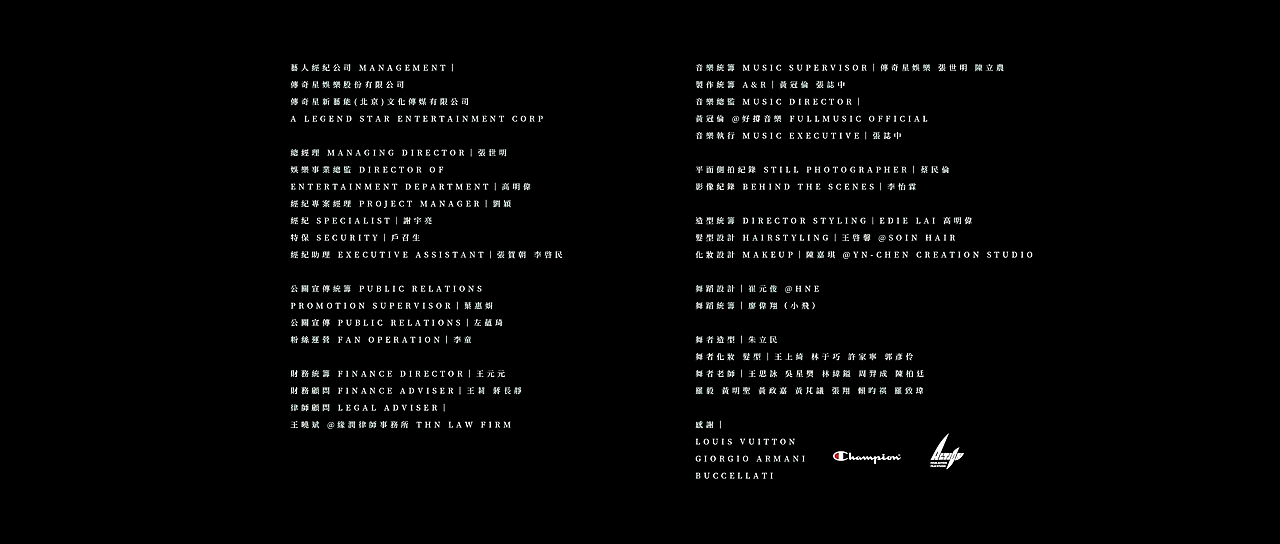 藝人經紀公司 MANAGEMENT |
傳奇星娛樂股份有限公司
傳奇星新藝能(北京)文化傳媒有限公司
A LEGEND STAR ENTERTAINMENT CORP
總經理 MANAGING DIRECTOR | 張世明
娛樂事業總監 DIRECTOR OF
ENTERTAINMENT DEPARTMENT | 高明偉
經紀專案經理 PROJECT MANAGER | 劉穎
經紀 SPECIALIST | 謝宇亮
特保 SECURITY | 戶召生
經紀助理 EXECUTIVE ASSISTANT | 張賀朝 李啓民
公關宣傳統籌 PUBLIC RELATIONS
PROMOTION SUPERVISOR | 葉惠娟
公關宣傳 PUBLIC RELATIONS | 左蘊琦
粉絲運營 FAN OPERATION | 李童
財務統籌 FINANCE DIRECTOR | 王元元
財務顧問 FINANCE ADVISER | 王莉 蔣長靜
律師顧問 LEGAL ADVISER |
王曉斌 @緣潤律師事務所 THN LAW FIRM
音樂統籌 MUSIC SUPERVISOR | 傳奇星娛樂 張世明 陳立農
製作統籌 A&R | 黃冠倫 張誌中
音樂總監 MUSIC DIRECTOR |
黃冠倫 @好撐音樂 FULLMUSIC OFFICIAL
音樂執行 MUSIC EXECUTIVE | 張誌中
平面側拍紀錄 STILL PHOTOGRAPHER | 蔡民倫
影像紀錄 BEHIND THE SCENES | 李怡霖
造型統籌 DIRECTOR STYLING | EDIE LAI 高明偉
髮型設計 HAIRSTYLING | 王啓馨 @SOIN HAIR
化妝設計 MAKEUP | 陳嘉琪 @YN-CHEN CREATION STUDIO
舞蹈設計 | 崔元俊 @HNE
舞蹈統籌 | 廖偉翔（小飛）
舞者造型 | 朱立民
舞者化妝 髮型 | 王上綺 林于巧 許家寧 郭彥伶
舞者老師 | 王思詠 吳星樊 林緯鎰 周羿成 陳柏廷
羅毅 黃明聖 黃政嘉 黃芃議 張翔 賴昀祺 羅致瑋
感謝 |
LOUIS VUITTON
GIORGIO ARMANI
BUCCELLATI
Champion